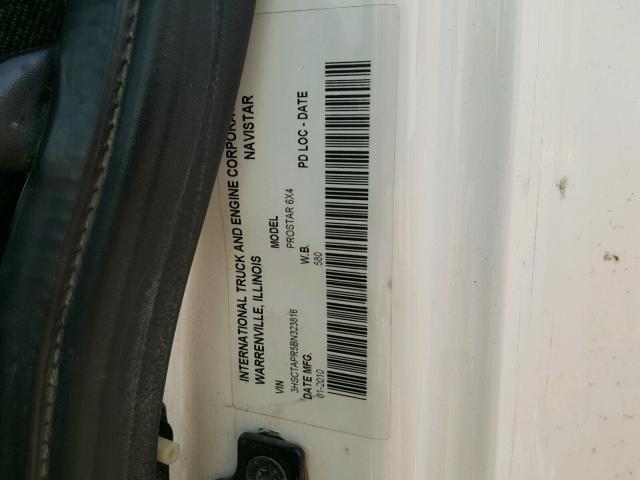 INTERNATIONAL TRUCK AND ENGINE CORPORA
WARRENVILLE, ILLINOIS NAVISTAR
VIN MODEL
3HSCTAPR5BN323816 PROSTAR 6X4
DATE MFG. W.B. PD LOC - DATE
01-2010 580